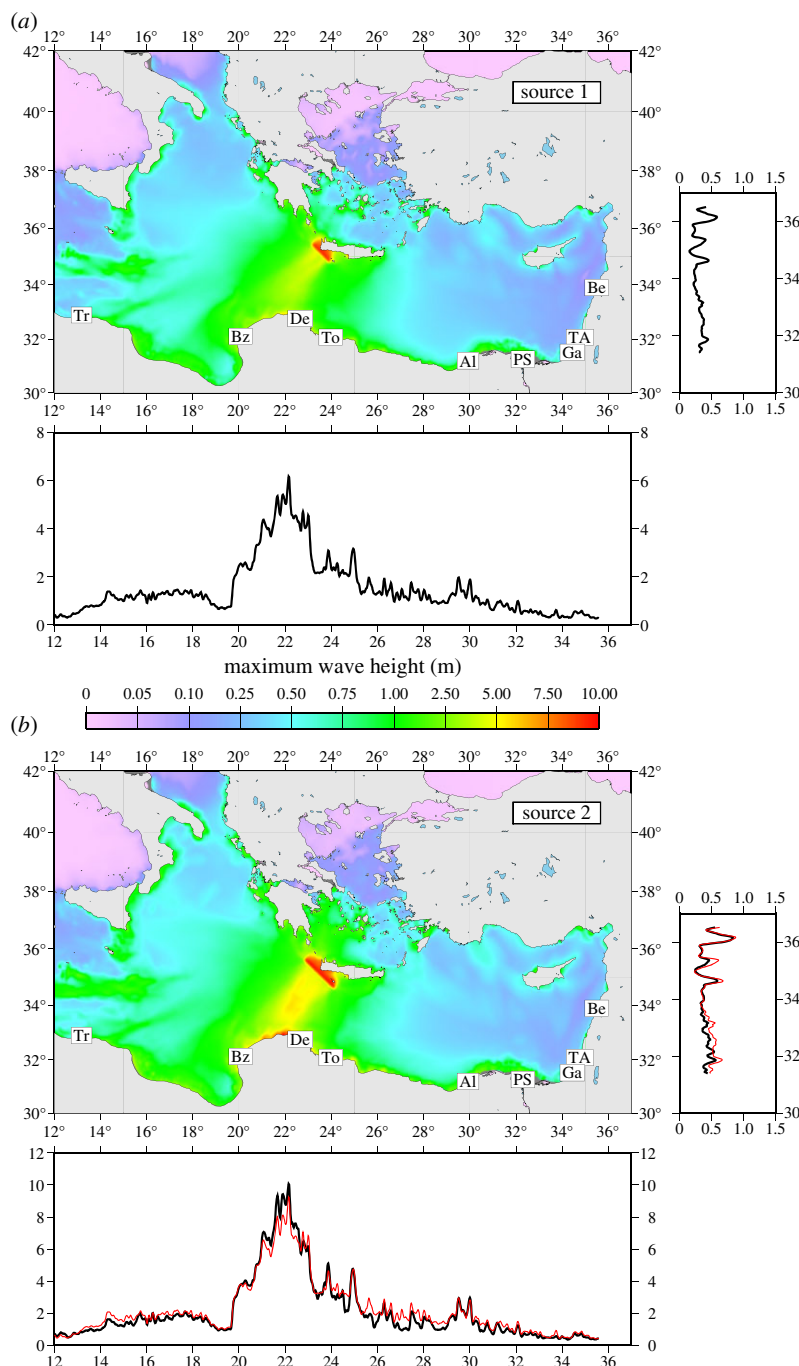 (a)
12° 14° 16° 18° 20° 22° 24° 26° 28° 30° 32° 34° 36°
42° 42°
source 1
40° 40°
38° 38°
0 0.5 1.0 1.5
36° 36° 36
34° 34° 34
Be
Tr De
32° Bz To TA 32° 32
Al PS Ga
30° 30° 30
0 0.5 1.0 1.5
12° 14° 16° 18° 20° 22° 24° 26° 28° 30° 32° 34° 36°
8 8
6 6
4 4
2 2
0 0
12 14 16 18 20 22 24 26 28 30 32 34 36
maximum wave height (m)
0 0.05 0.10 0.25 0.50 0.75 1.00 2.50 5.00 7.50 10.00
(b)
12° 14° 16° 18° 20° 22° 24° 26° 28° 30° 32° 34° 36°
42° 42°
source 2
40° 40°
38° 38°
0 0.5 1.0 1.5
36° 36° 36
34° 34° 34
Be
Tr De
32° Bz To TA 32° 32
Al PS Ga
30° 30° 30
0 0.5 1.0 1.5
12° 14° 16° 18° 20° 22° 24° 26° 28° 30° 32° 34° 36°
12 12
10 10
8 8
6 6
4 4
2 2
0 0
12 14 16 18 20 22 24 26 28 30 32 34 36